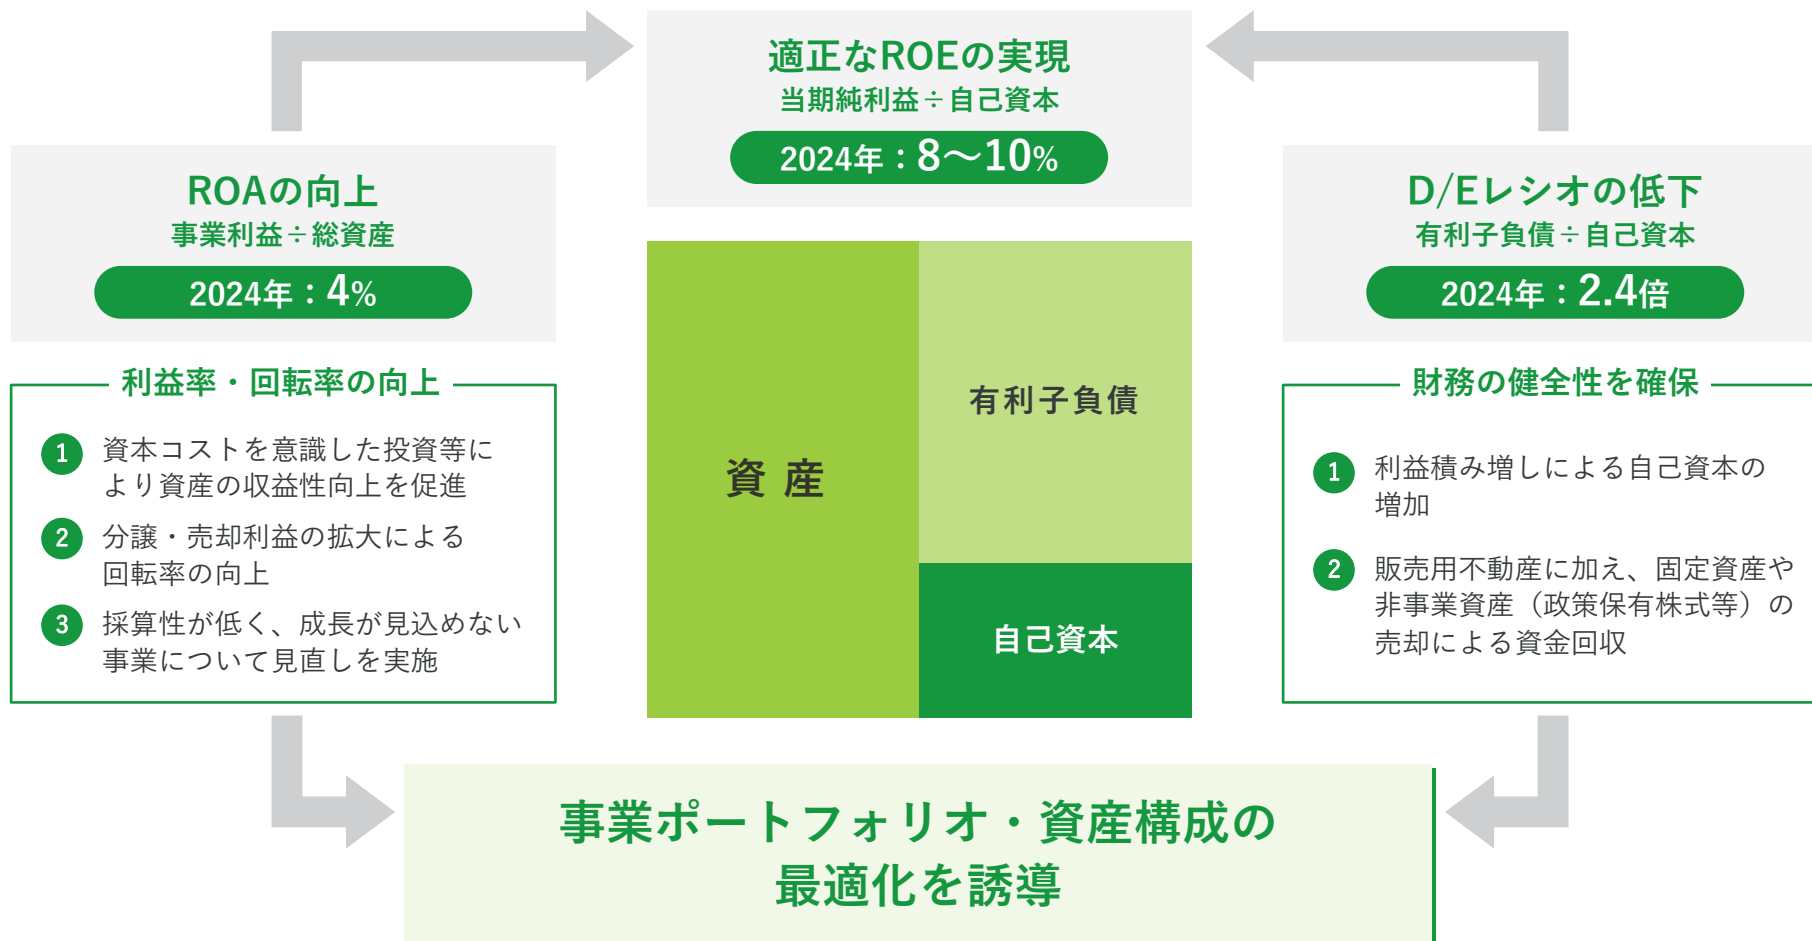 適正なROEの実現
当期純利益÷自己資本
2024年：8〜10%
ROAの向上
事業利益÷総資産
2024年：4%
利益率・回転率の向上
1 資本コストを意識した投資等に
より資産の収益性向上を促進
2 分譲・売却利益の拡大による
回転率の向上
3 採算性が低く、成長が見込めない
事業について見直しを実施
資産
有利子負債
自己資本
D/Eレシオの低下
有利子負債÷自己資本
2024年：2.4倍
財務の健全性を確保
1 利益積み増しによる自己資本の
増加
2 販売用不動産に加え、固定資産や
非事業資産（政策保有株式等）の
売却による資金回収
事業ポートフォリオ・資産構成の
最適化を誘導